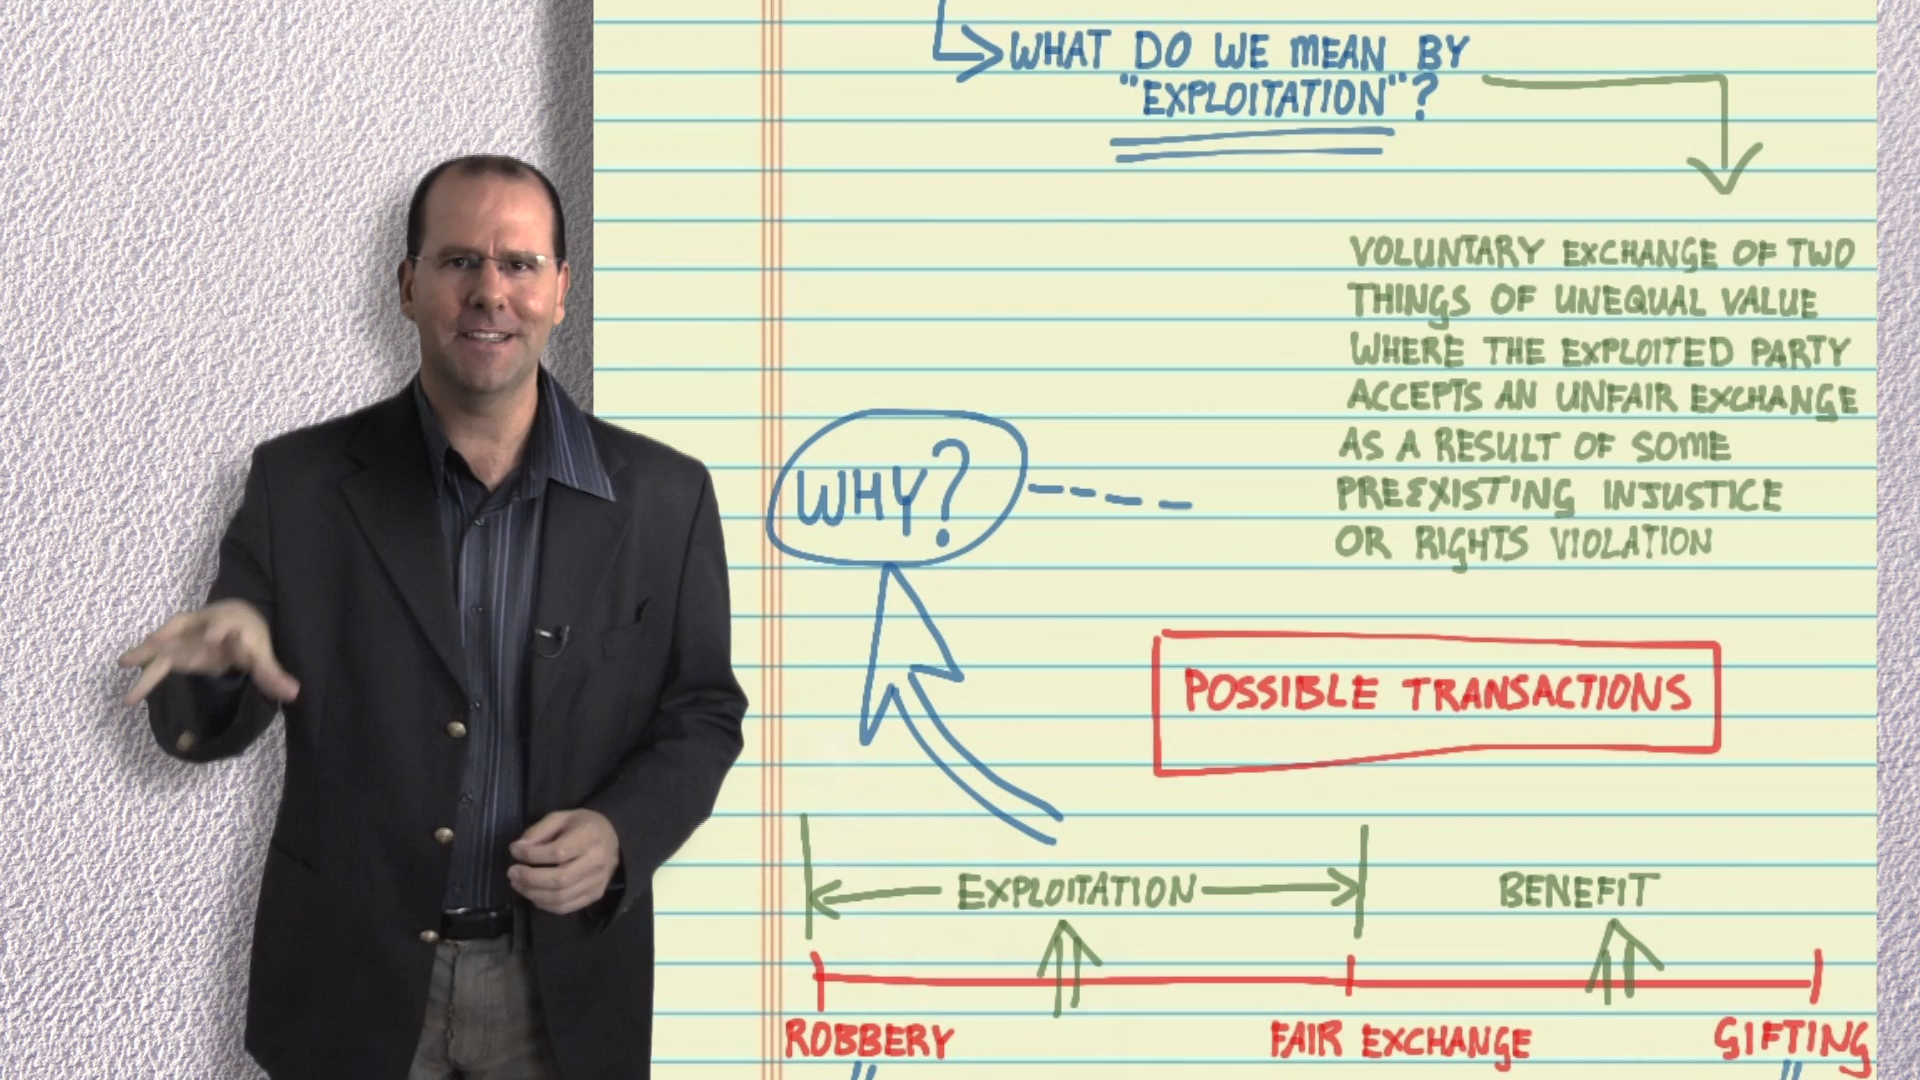 WHAT DO WE MEAN BY
"EXPLOITATION"?
VOLUNTARY EXCHANGE OF TWO
THINGS OF UNEQUAL VALUE
WHERE THE EXPLOITED PARTY
ACCEPTS AN UNFAIR EXCHANGE
AS A RESULT OF SOME
PREEXISTING INJUSTICE
OR RIGHTS VIOLATION
WHY?
POSSIBLE TRANSACTIONS
EXPLOITATION
BENEFIT
ROBBERY
FAIR EXCHANGE
GIFTING